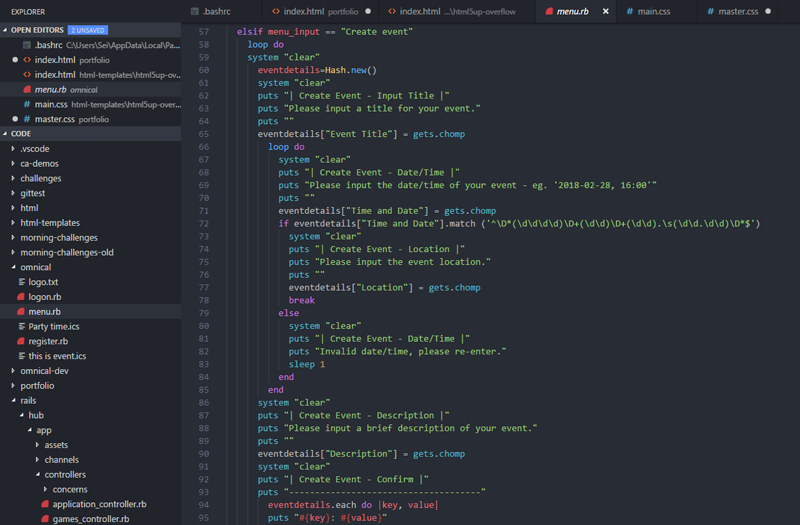 EXPLORER
.bashrc
index.html portfolio
index.html ...\html5up-overflow
menu.rb
main.css
master.css
OPEN EDITORS 2 UNSAVED
.bashrc C:\Users\Sei\AppData\Local\Pa...
index.html portfolio
index.html html-templates\html5up-ov...
menu.rb omnical
main.css html-templates\html5up-over...
master.css portfolio
CODE
.vscode
ca-demos
challenges
gittest
html
html-templates
morning-challenges
morning-challenges-old
omnical
logo.txt
logon.rb
menu.rb
Party time.ics
register.rb
this is event.ics
omnical-dev
portfolio
rails
hub
app
assets
channels
controllers
concerns
application_controller.rb
games_controller.rb
57 elsif menu_input == "Create event"
58 loop do
59 system "clear"
60 eventdetails=Hash.new()
61 system "clear"
62 puts "| Create Event - Input Title |"
63 puts "Please input a title for your event."
64 puts ""
65 eventdetails["Event Title"] = gets.chomp
66 loop do
67 system "clear"
68 puts "| Create Event - Date/Time |"
69 puts "Please input the date/time of your event - eg. '2018-02-28, 16:00'"
70 puts ""
71 eventdetails["Time and Date"] = gets.chomp
72 if eventdetails["Time and Date"].match ('^\D*(\d\d\d\d)\D+(\d\d)\D+(\d\d).\s(\d\d.\d\d)\D*$')
73 system "clear"
74 puts "| Create Event - Location |"
75 puts "Please input the event location."
76 puts ""
77 eventdetails["Location"] = gets.chomp
78 break
79 else
80 system "clear"
81 puts "| Create Event - Date/Time |"
82 puts "Invalid date/time, please re-enter."
83 sleep 1
84 end
85 end
86 system "clear"
87 puts "| Create Event - Description |"
88 puts "Please input a brief description of your event."
89 puts ""
90 eventdetails["Description"] = gets.chomp
91 system "clear"
92 puts "| Create Event - Confirm |"
93 puts "-------------------------------------"
94 eventdetails.each do |key, value|
95 puts "#{key}: #{value}"